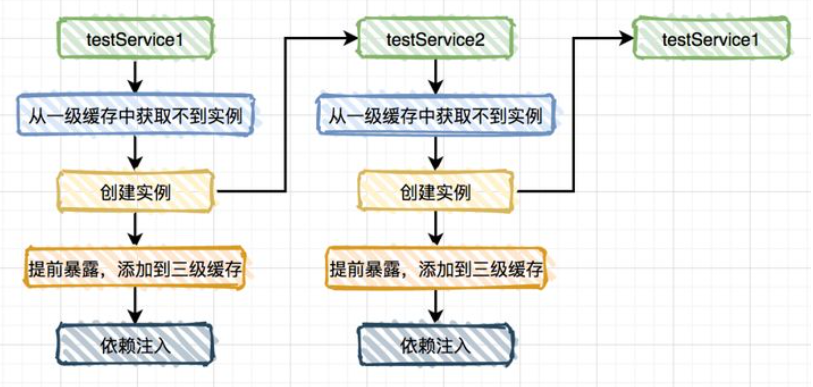 testService1
从一级缓存中获取不到实例
创建实例
提前暴露，添加到三级缓存
依赖注入
testService2
从一级缓存中获取不到实例
创建实例
提前暴露，添加到三级缓存
依赖注入
testService1